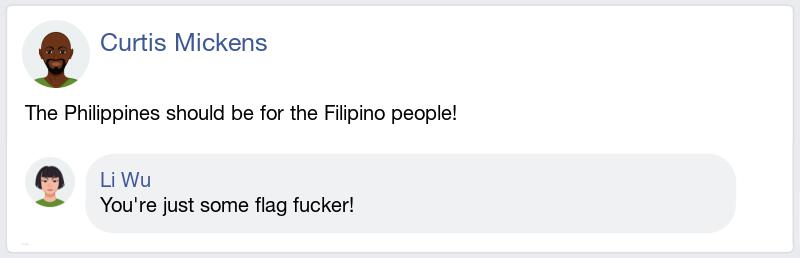 Curtis Mickens
The Philippines should be for the Filipino people!
Li Wu
You're just some flag fucker!